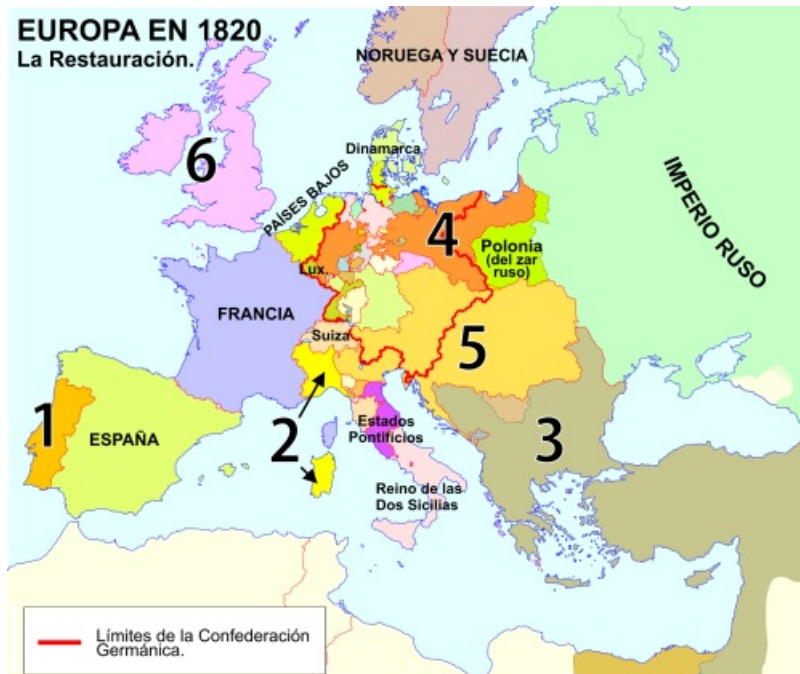 EUROPA EN 1820
La Restauración.
NORUEGA Y SUECIA
Dinamarca
6
PAÍSES BAJOS
IMPERIO RUSO
4
Polonia
(del zar
ruso)
Lux.
FRANCIA
Suiza
5
1
ESPAÑA
2
3
Estados
Pontificios
Reino de las
Dos Sicilias
Límites de la Confederación
Germánica.